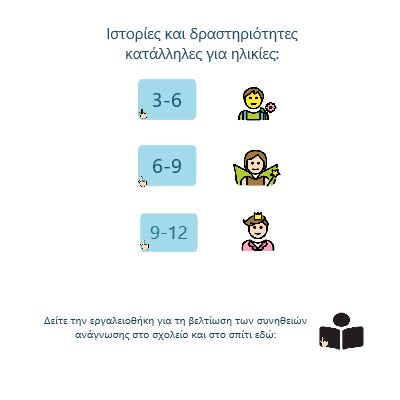 Ιστορίες και δραστηριότητες
κατάλληλες για ηλικίες:
3-6
6-9
9-12
Δείτε την εργαλειοθήκη για τη βελτίωση των συνηθειών
ανάγνωσης στο σχολείο και στο σπίτι εδώ: